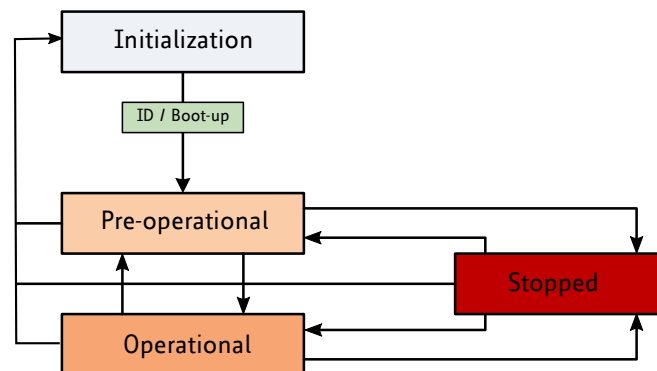 Initialization
ID / Boot-up
Pre-operational
Stopped
Operational